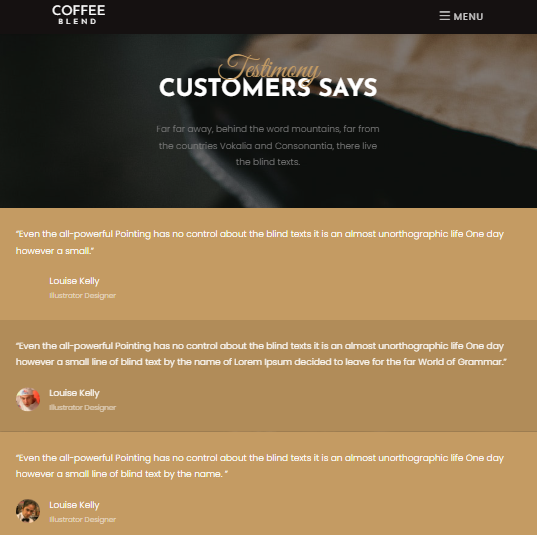 COFFEE
BLEND
MENU
Testimony
CUSTOMERS SAYS
Far far away, behind the word mountains, far from
the countries Vokalia and Consonantia, there live
the blind texts.
“Even the all-powerful Pointing has no control about the blind texts it is an almost unorthographic life One day
however a small.”
Louise Kelly
Illustrator Designer
“Even the all-powerful Pointing has no control about the blind texts it is an almost unorthographic life One day
however a small line of blind text by the name of Lorem Ipsum decided to leave for the far World of Grammar.”
Louise Kelly
Illustrator Designer
“Even the all-powerful Pointing has no control about the blind texts it is an almost unorthographic life One day
however a small line of blind text by the name. ”
Louise Kelly
Illustrator Designer